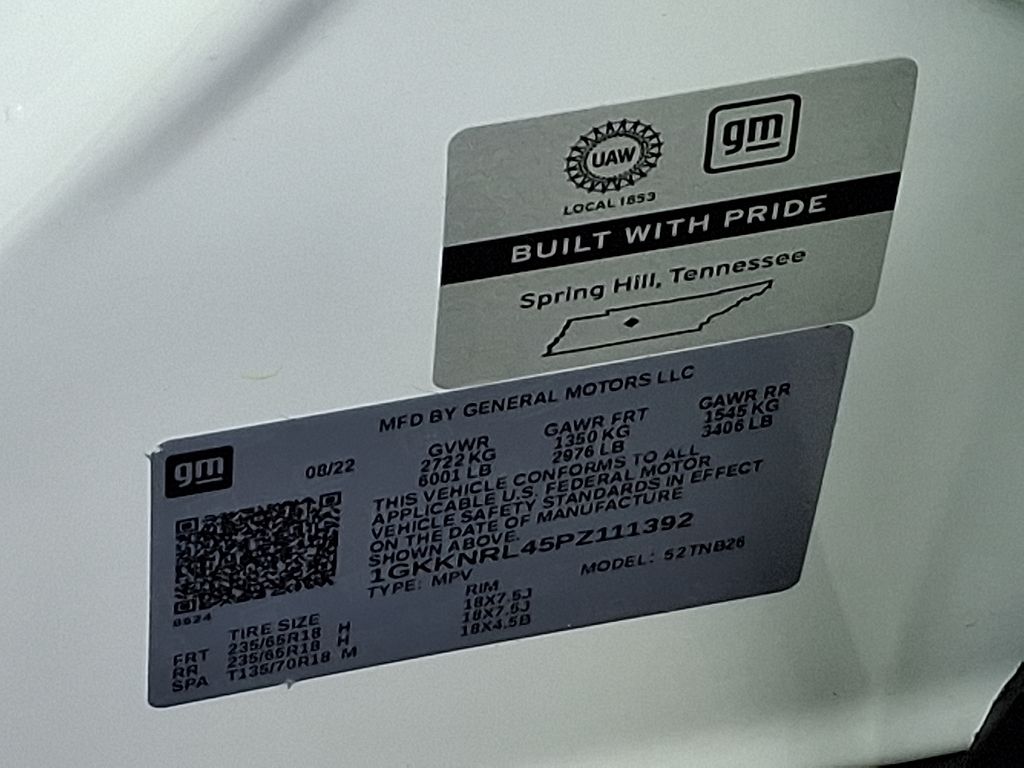 UAW
gm
LOCAL 1853
BUILT WITH PRIDE
Spring Hill, Tennessee
MFD BY GENERAL MOTORS LLC
gm
08/22
GVWR
2722 KG
6001 LB
GAWR FRT
1350 KG
2976 LB
GAWR RR
1545 KG
3406 LB
THIS VEHICLE CONFORMS TO ALL
APPLICABLE U.S. FEDERAL MOTOR
VEHICLE SAFETY STANDARDS IN EFFECT
ON THE DATE OF MANUFACTURE
SHOWN ABOVE.
1GKKNRL45PZ111392
TYPE: MPV
MODEL: 52TNB26
0624
TIRE SIZE
RIM
FRT 235/65R18 H 18X7.5J
RR 235/65R18 H 18X7.5J
SPA T135/70R18 M 18X4.5B